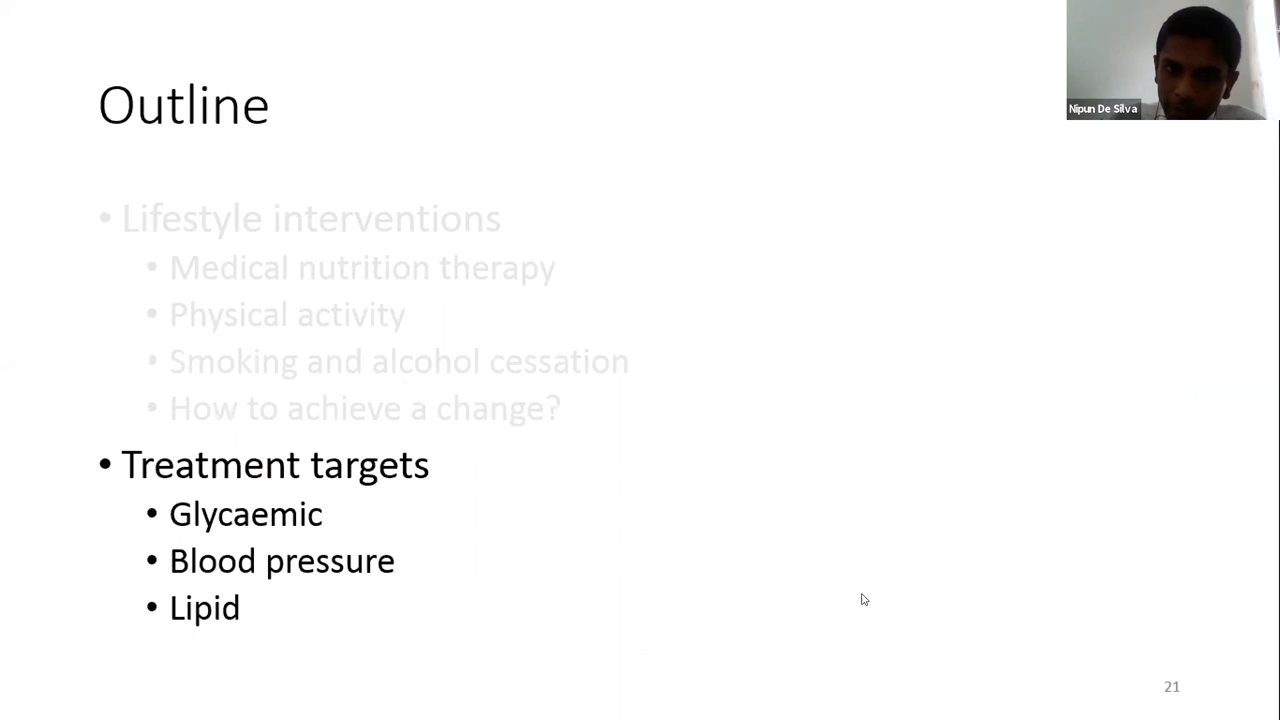 Nipun De Silva
Outline
• Lifestyle interventions
• Medical nutrition therapy
• Physical activity
• Smoking and alcohol cessation
• How to achieve a change?
• Treatment targets
• Glycaemic
• Blood pressure
• Lipid
21